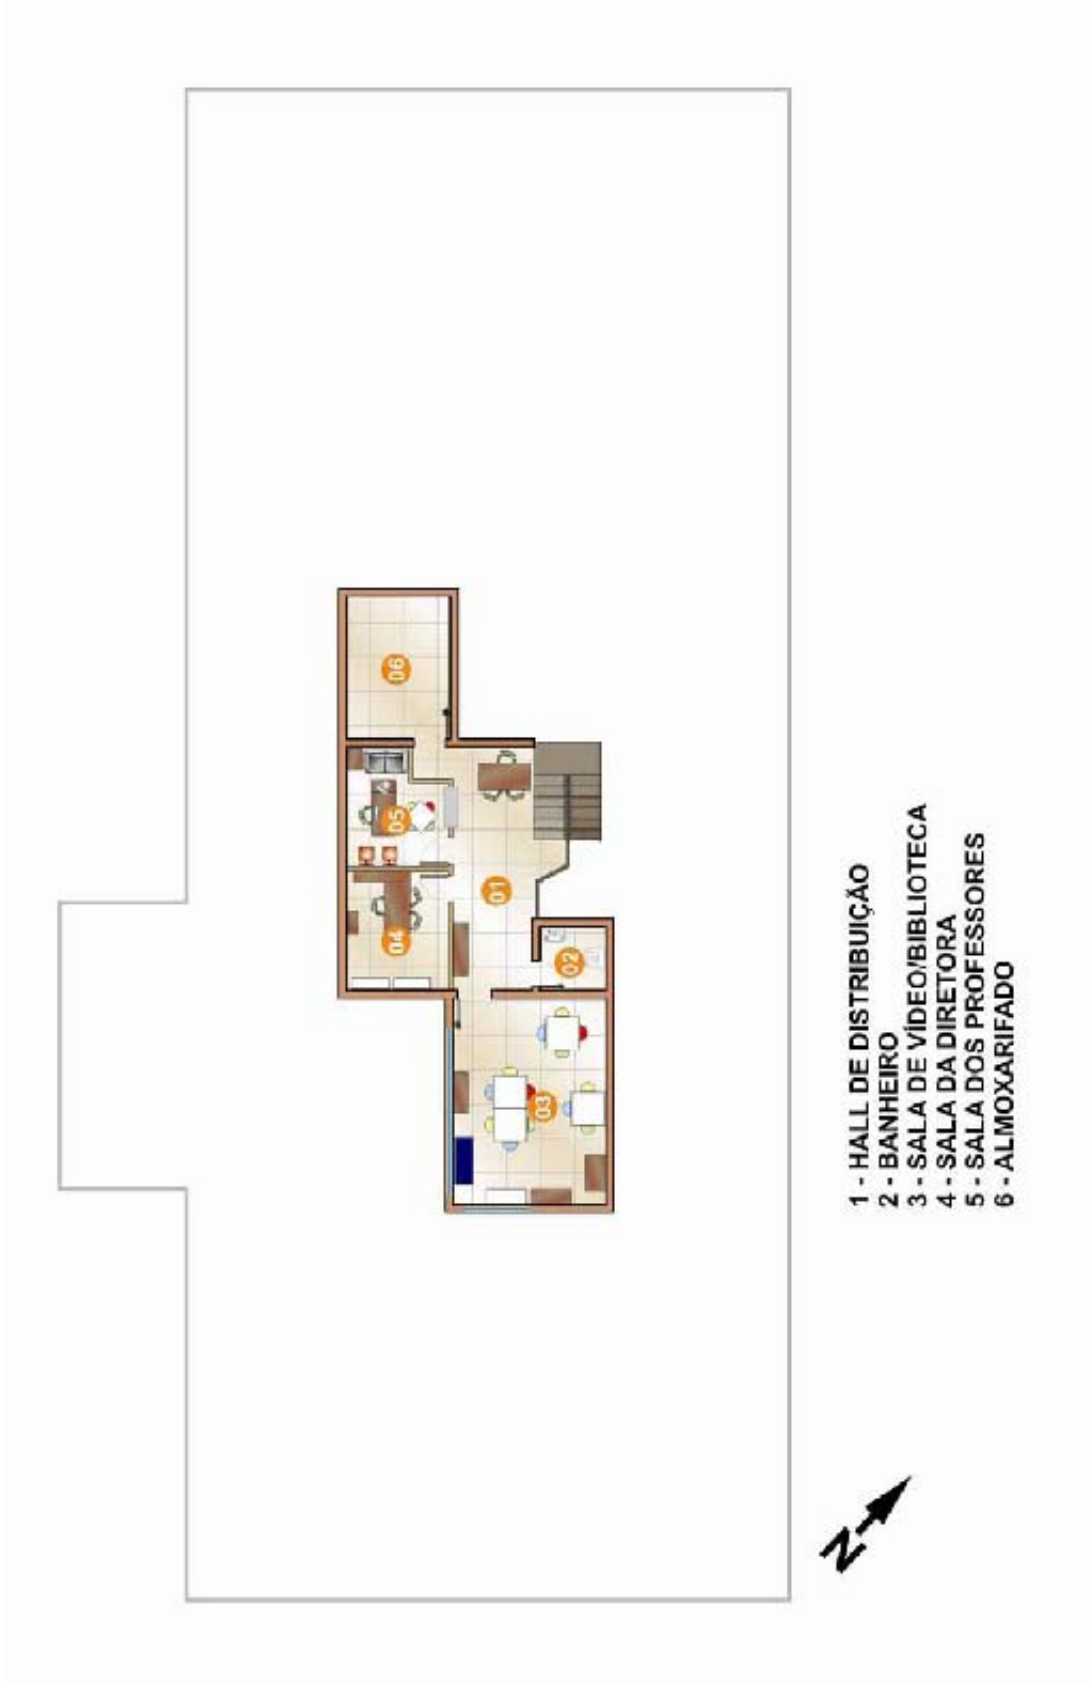 06
05
01
04
02
03
1 - HALL DE DISTRIBUIÇÃO
2 - BANHEIRO
3 - SALA DE VÍDEO/BIBLIOTECA
4 - SALA DA DIRETORA
5 - SALA DOS PROFESSORES
6 - ALMOXARIFADO
N